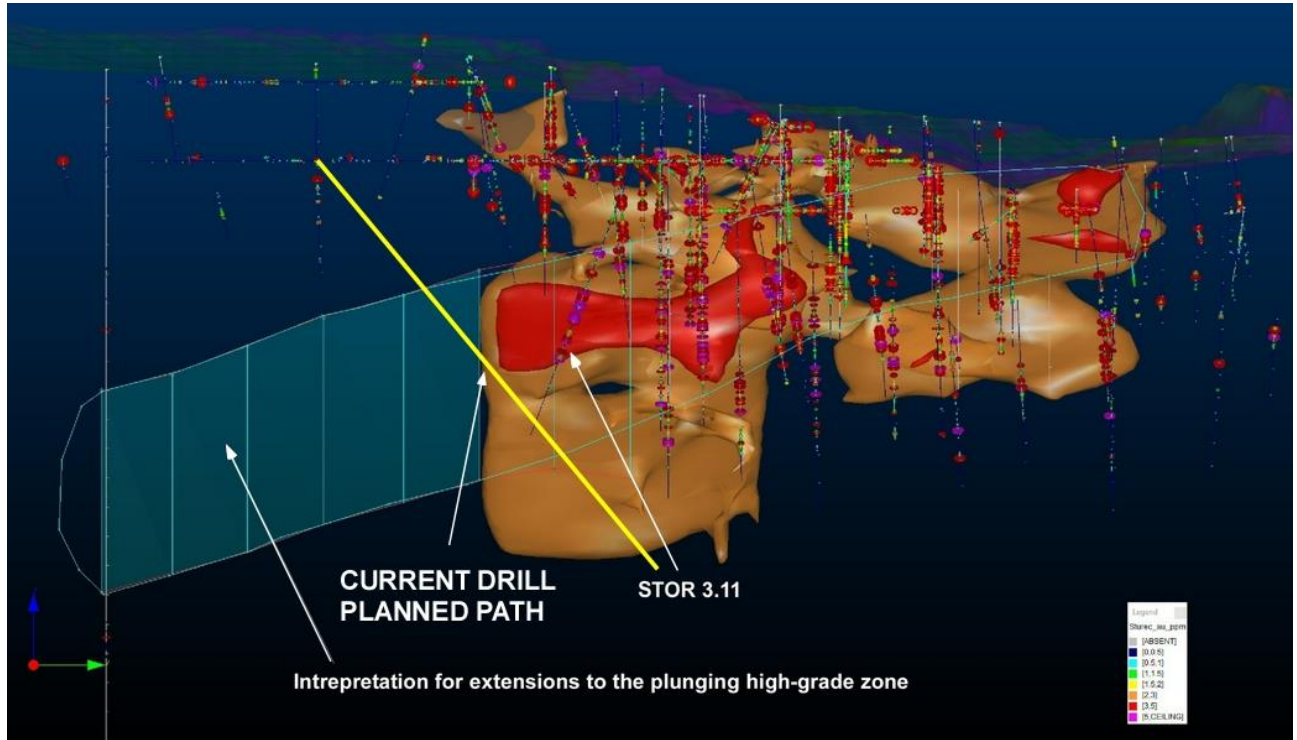 CURRENT DRILL
PLANNED PATH
STOR 3.11
Intrepretation for extensions to the plunging high-grade zone
Legend
Sturec_au_ppm
[ABSENT]
[0,0.5]
[0.5,1]
[1,1.5]
[1.5,2]
[2,3]
[3,5]
[5,CEILING]